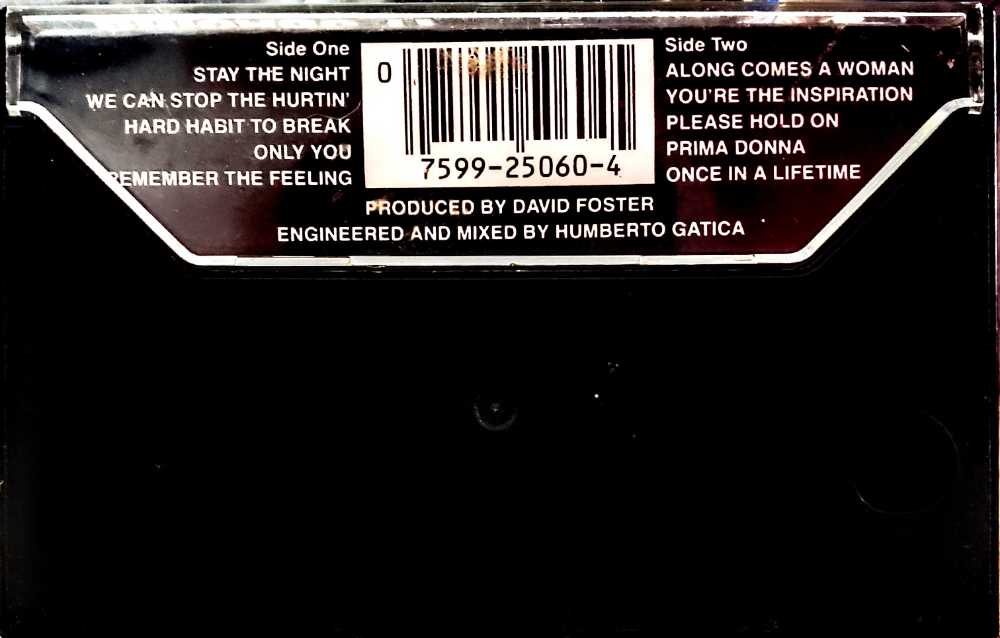 Side One
STAY THE NIGHT
WE CAN STOP THE HURTIN'
HARD HABIT TO BREAK
ONLY YOU
REMEMBER THE FEELING
0
7599-25060-4
Side Two
ALONG COMES A WOMAN
YOU'RE THE INSPIRATION
PLEASE HOLD ON
PRIMA DONNA
ONCE IN A LIFETIME
PRODUCED BY DAVID FOSTER
ENGINEERED AND MIXED BY HUMBERTO GATICA